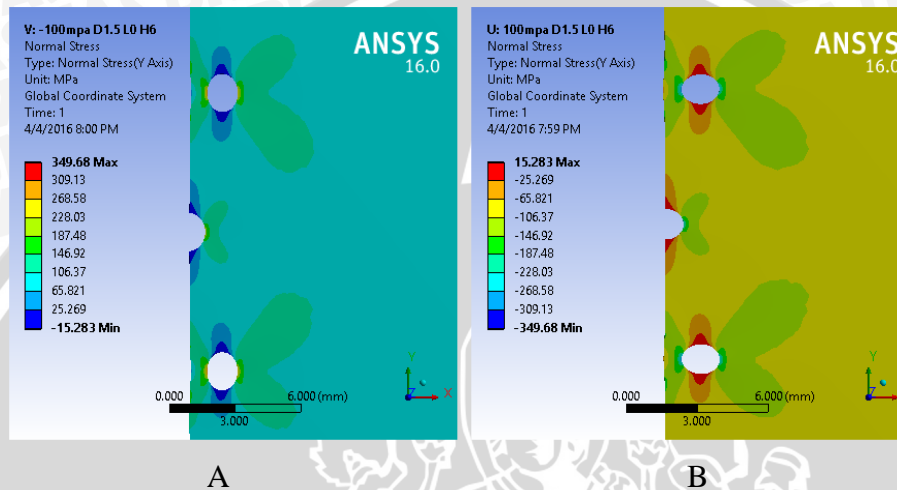 V: -100mpa D1.5 L0 H6
Normal Stress
Type: Normal Stress(Y Axis)
Unit: MPa
Global Coordinate System
Time: 1
4/4/2016 8:00 PM
349.68 Max
309.13
268.58
228.03
187.48
146.92
106.37
65.821
25.269
-15.283 Min
ANSYS
16.0
0.000 6.000 (mm)
3.000
Y
Z X
A
U: 100mpa D1.5 L0 H6
Normal Stress
Type: Normal Stress(Y Axis)
Unit: MPa
Global Coordinate System
Time: 1
4/4/2016 7:59 PM
15.283 Max
-25.269
-65.821
-106.37
-146.92
-187.48
-228.03
-268.58
-309.13
-349.68 Min
ANSYS
16.0
0.000 6.000 (mm)
3.000
Y
Z
B